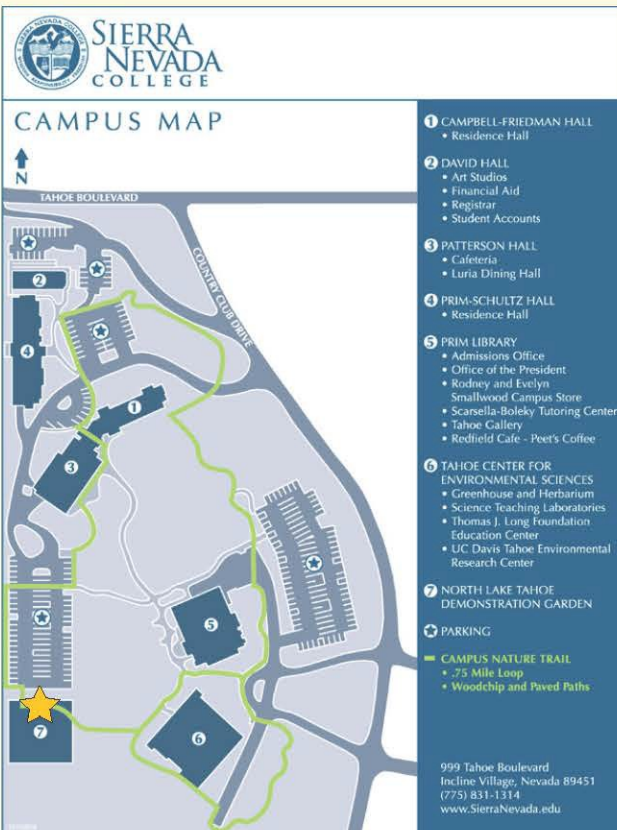 SIERRA
NEVADA
COLLEGE
CAMPUS MAP
N
TAHOE BOULEVARD
COUNTRY CLUB DRIVE
2
4
1
3
5
7
6
1 CAMPBELL-FRIEDMAN HALL
• Residence Hall
2 DAVID HALL
• Art Studios
• Financial Aid
• Registrar
• Student Accounts
3 PATTERSON HALL
• Cafeteria
• Luria Dining Hall
4 PRIM-SCHULTZ HALL
• Residence Hall
5 PRIM LIBRARY
• Admissions Office
• Office of the President
• Rodney and Evelyn
Smallwood Campus Store
• Scarsella-Boleky Tutoring Center
• Tahoe Gallery
• Redfield Cafe - Peet's Coffee
6 TAHOE CENTER FOR
ENVIRONMENTAL SCIENCES
• Greenhouse and Herbarium
• Science Teaching Laboratories
• Thomas J. Long Foundation
Education Center
• UC Davis Tahoe Environmental
Research Center
7 NORTH LAKE TAHOE
DEMONSTRATION GARDEN
PARKING
CAMPUS NATURE TRAIL
• .75 Mile Loop
• Woodchip and Paved Paths
999 Tahoe Boulevard
Incline Village, Nevada 89451
(775) 831-1314
www.SierraNevada.edu